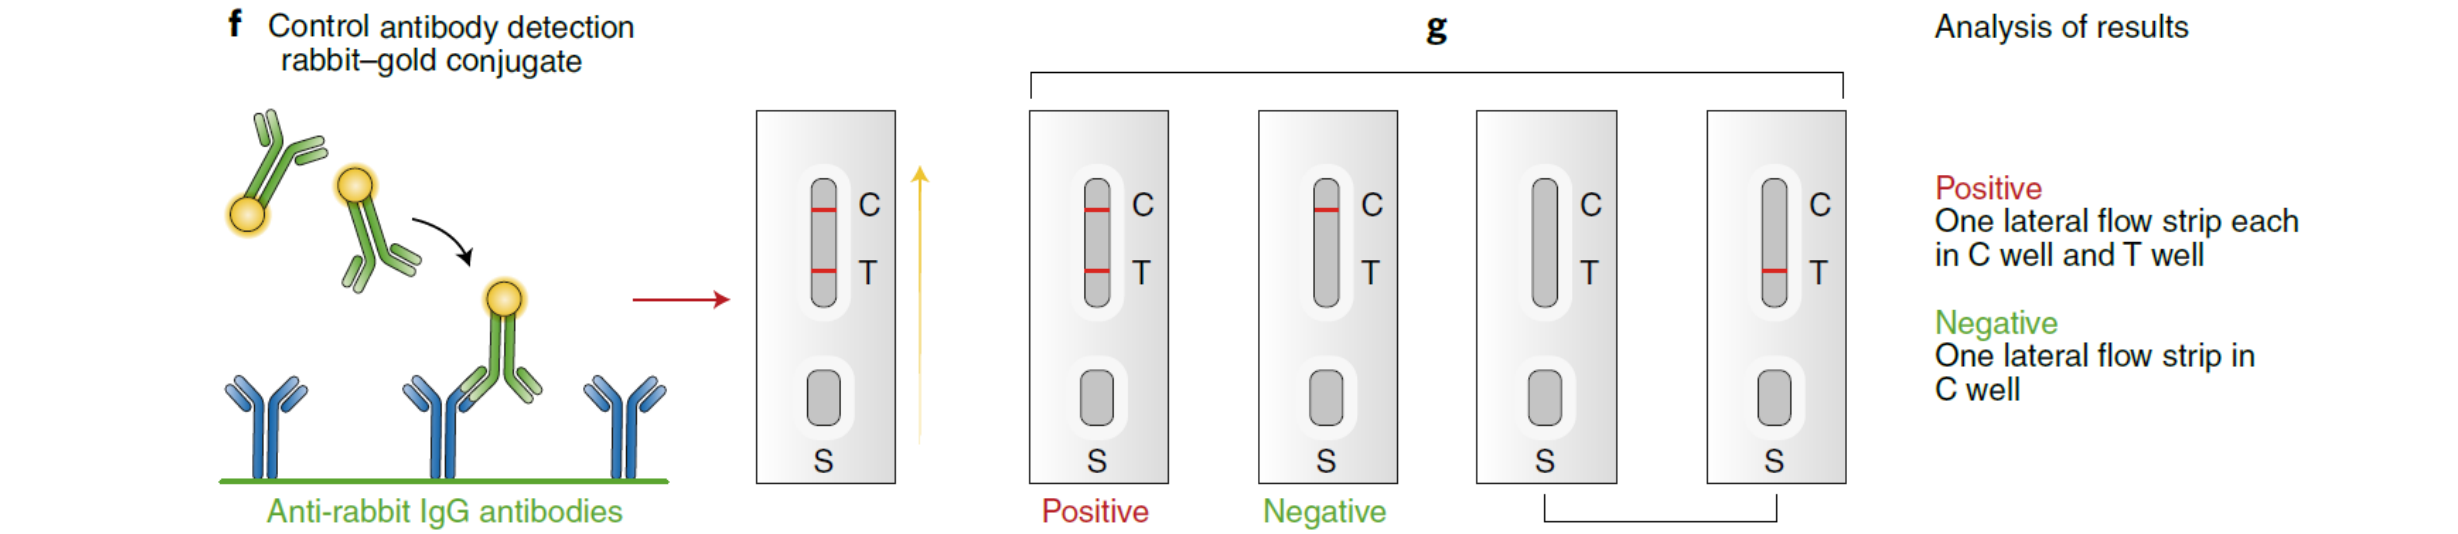 f Control antibody detection
rabbit–gold conjugate
Anti-rabbit IgG antibodies
C
T
S
g
C
T
S
Positive
C
T
S
Negative
C
T
S
C
T
S
Analysis of results
Positive
One lateral flow strip each
in C well and T well
Negative
One lateral flow strip in
C well